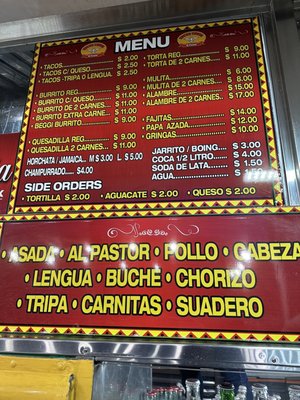 MENU
TACOS $ 2.00
TACOS C/ QUESO $ 2.50
TACOS -TRIPA O LENGUA. $ 2.50
BURRITO REG $ 9.00
BURRITO C/ QUESO $ 11.00
BURRITO DE 2 CARNES $ 11.00
BURRITO EXTRA CARNE $ 11.00
BEGGI BURRITO $ 9.00
QUESADILLA REG $ 9.00
QUESADILLA 2 CARNES $ 11.00
HORCHATA / JAMAICA M $ 3.00 L $ 5.00
CHAMPURRADO $4.00
SIDE ORDERS
TORTILLA $ 2.00 • AGUACATE $ 2.00 • QUESO $ 2.00
TORTA REG $ 9.00
TORTA DE 2 CARNES
MULITA $ 6.00
MULITA DE 2 CARNES $ 8.00
ALAMBRE $ 15.00
ALAMBRE DE 2 CARNES $ 17.00
FAJITAS $ 14.00
PAPA AZADA $ 12.00
GRINGAS $ 10.00
JARRITO / BOING $ 3.00
COCA 1/2 LITRO $ 4.00
SODA DE LATA $ 1.50
AGUA
• ASADA • AL PASTOR • POLLO • CABEZA
LENGUA • BUCHE • CHORIZO
• TRIPA • CARNITAS • SUADERO